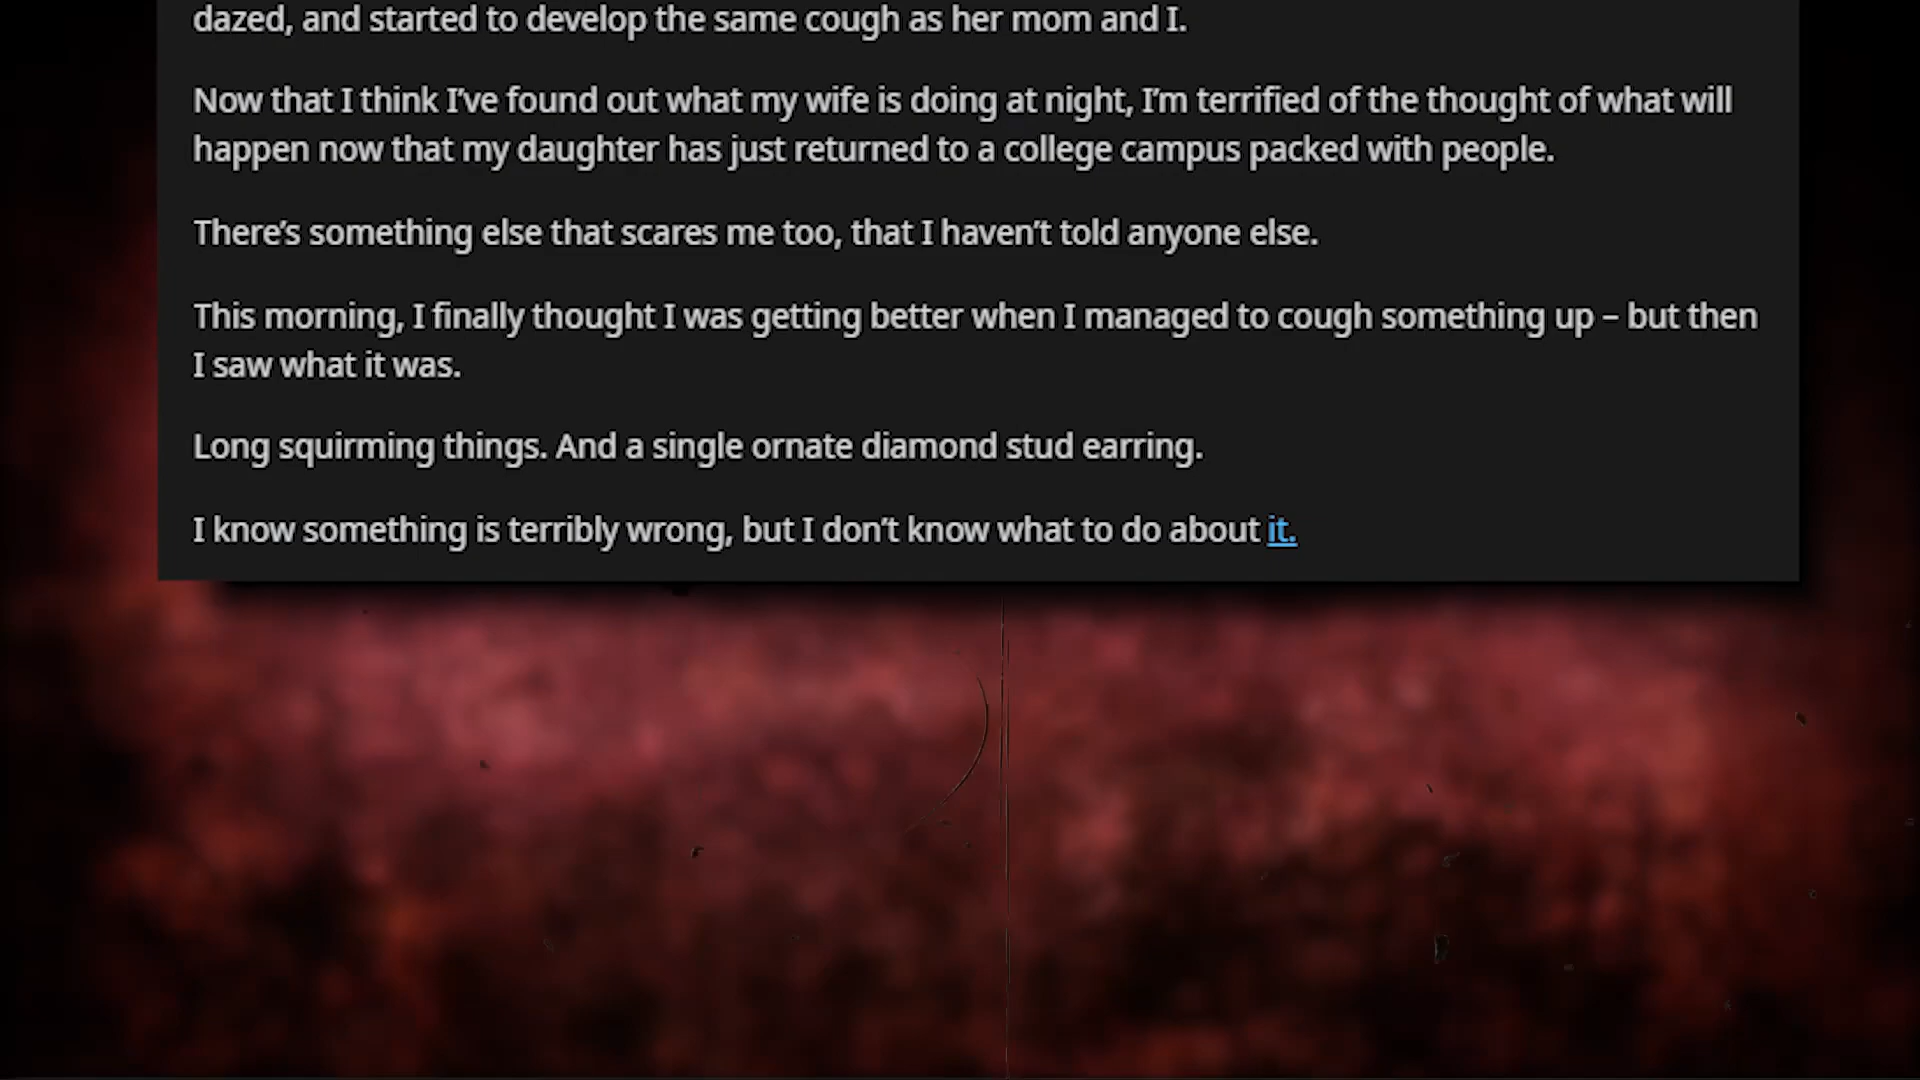 dazed, and started to develop the same cough as her mom and I.
Now that I think I’ve found out what my wife is doing at night, I’m terrified of the thought of what will
happen now that my daughter has just returned to a college campus packed with people.
There’s something else that scares me too, that I haven’t told anyone else.
This morning, I finally thought I was getting better when I managed to cough something up – but then
I saw what it was.
Long squirming things. And a single ornate diamond stud earring.
I know something is terribly wrong, but I don’t know what to do about it.